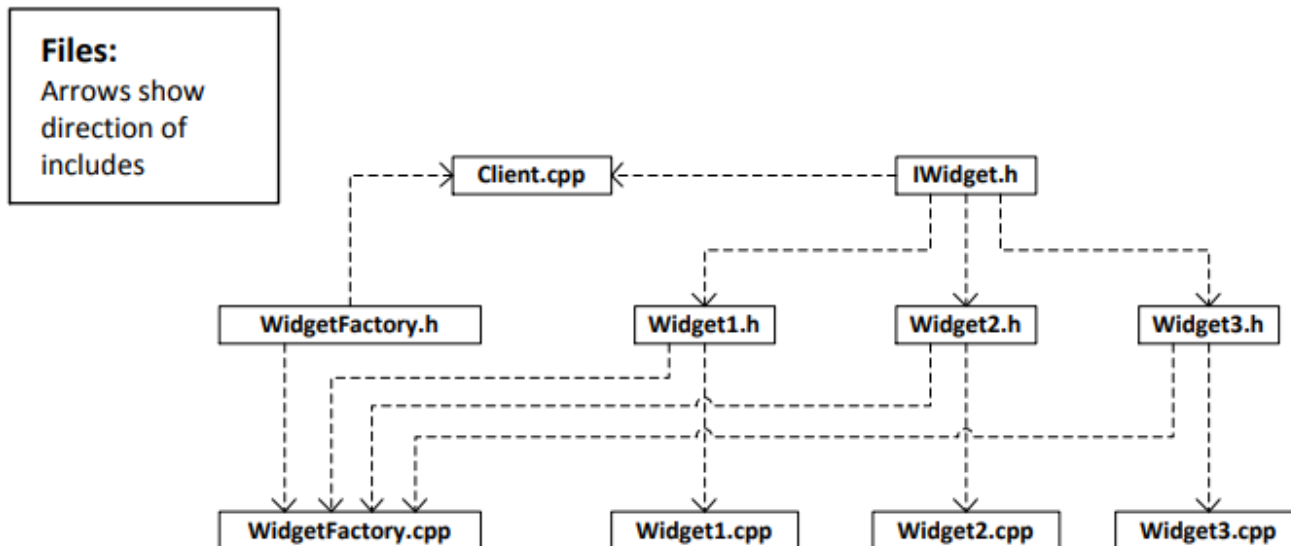 Files:
Arrows show
direction of
includes
Client.cpp
IWidget.h
WidgetFactory.h
Widget1.h
Widget2.h
Widget3.h
WidgetFactory.cpp
Widget1.cpp
Widget2.cpp
Widget3.cpp